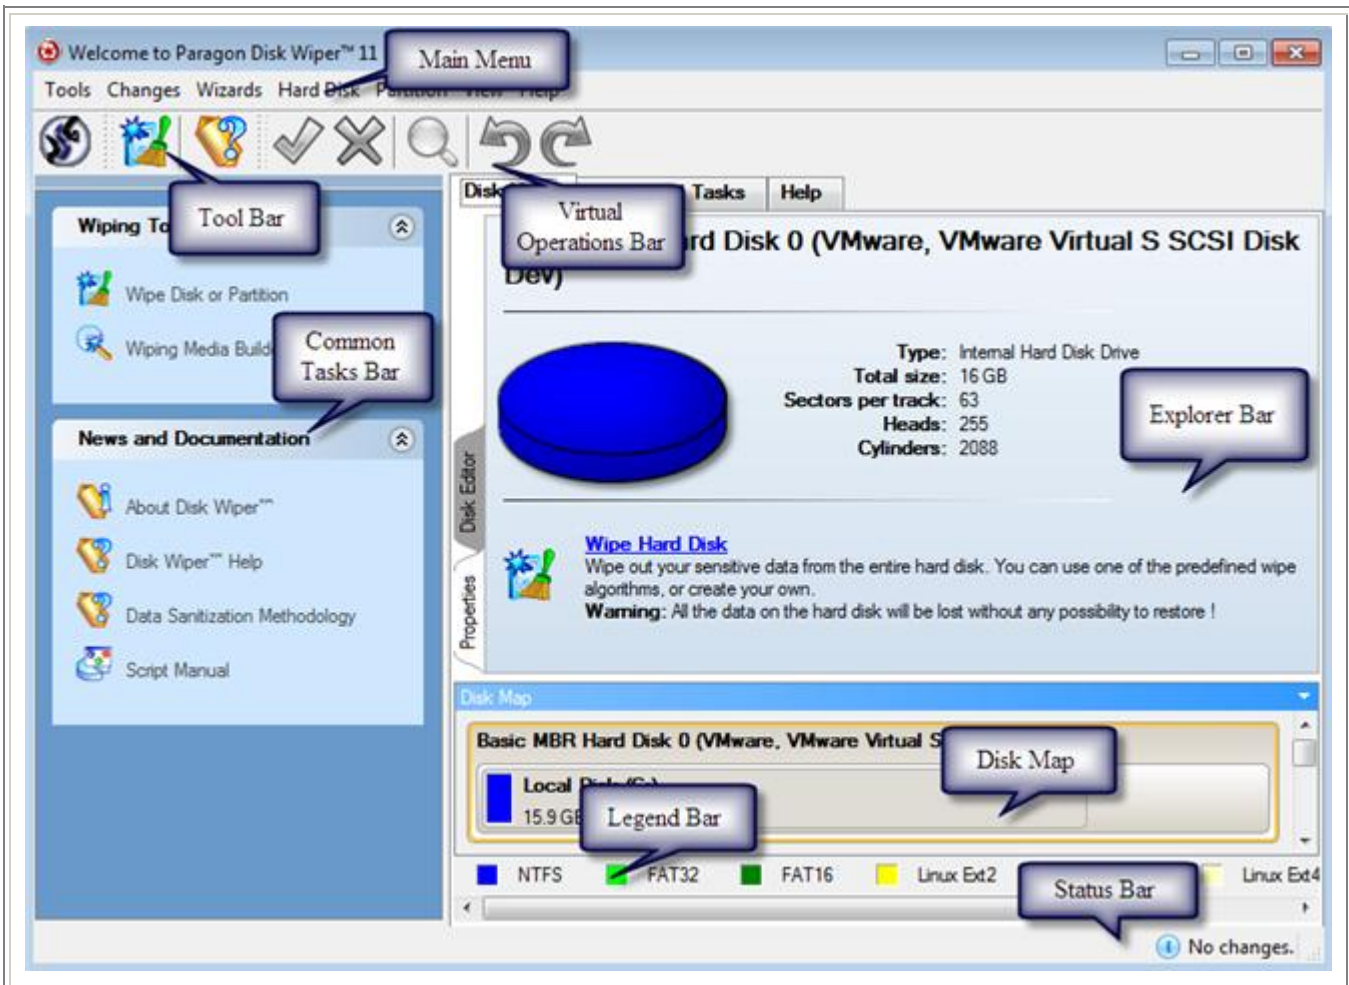 Welcome to Paragon Disk Wiper™ 11
Main Menu
Tools Changes Wizards Hard Disk Partition View Help
Tool Bar
Virtual
Operations Bar
Disk Tasks Help
Wiping To
Wipe Disk or Partition
Wiping Media Build
Common
Tasks Bar
News and Documentation
About Disk Wiper™
Disk Wiper™ Help
Data Sanitization Methodology
Script Manual
Disk Editor
Properties
rd Disk 0 (VMware, VMware Virtual S SCSI Disk
Dev)
Type: Internal Hard Disk Drive
Total size: 16 GB
Sectors per track: 63
Heads: 255
Cylinders: 2088
Explorer Bar
Wipe Hard Disk
Wipe out your sensitive data from the entire hard disk. You can use one of the predefined wipe
algorithms, or create your own.
Warning: All the data on the hard disk will be lost without any possibility to restore !
Disk Map
Basic MBR Hard Disk 0 (VMware, VMware Virtual S
Disk Map
Local Disk (C:)
15.9 GB
Legend Bar
NTFS FAT32 FAT16 Linux Ext2 Linux Ext4
Status Bar
No changes.